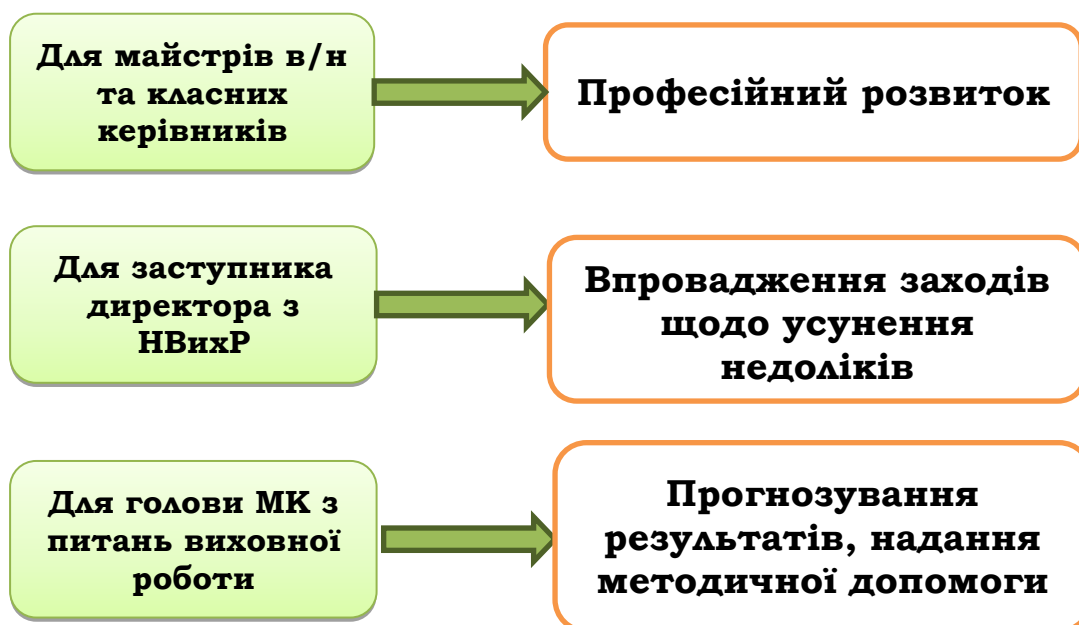 Для майстрів в/н
та класних
керівників
Професійний розвиток
Для заступника
директора з
НВихР
Впровадження заходів
щодо усунення
недоліків
Для голови МК з
питань виховної
роботи
Прогнозування
результатів, надання
методичної допомоги